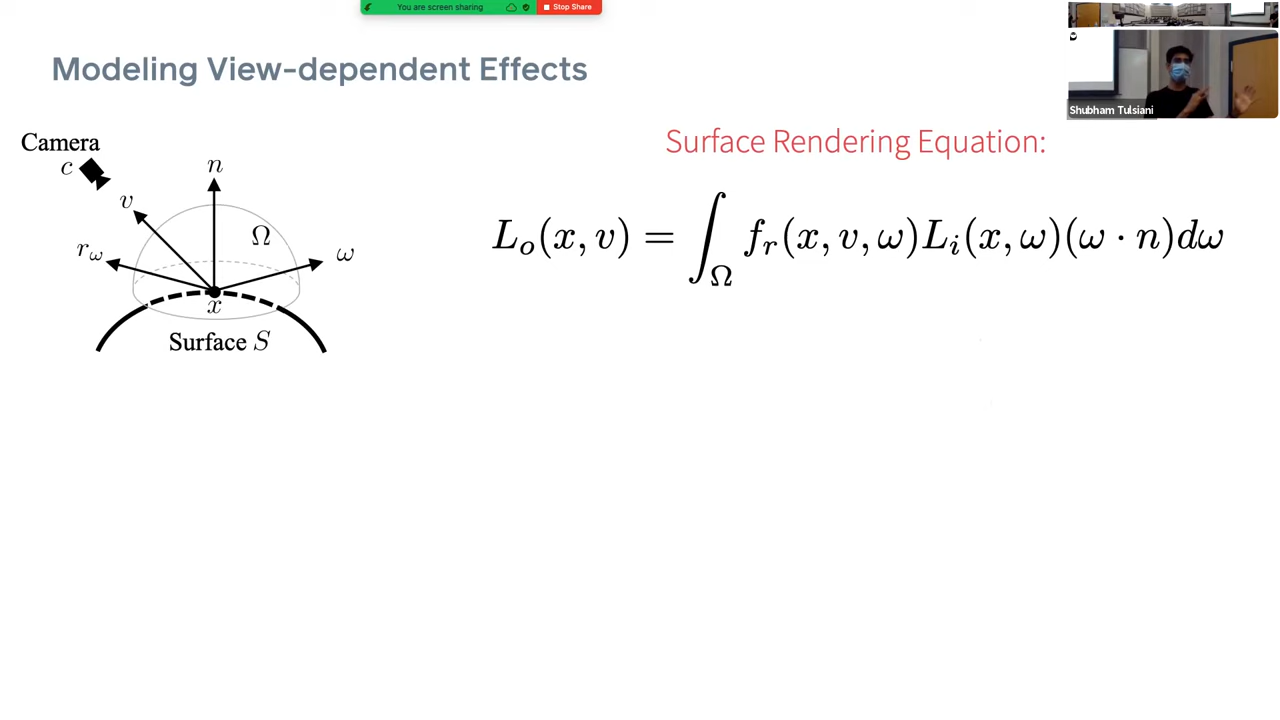 You are screen sharing
Stop Share
Modeling View-dependent Effects
Shubham Tulsiani
Camera
c
n
v
Ω
r_ω
ω
x
Surface S
Surface Rendering Equation:
L_o(x, v) = ∫_Ω f_r(x, v, ω)L_i(x, ω)(ω · n)dω